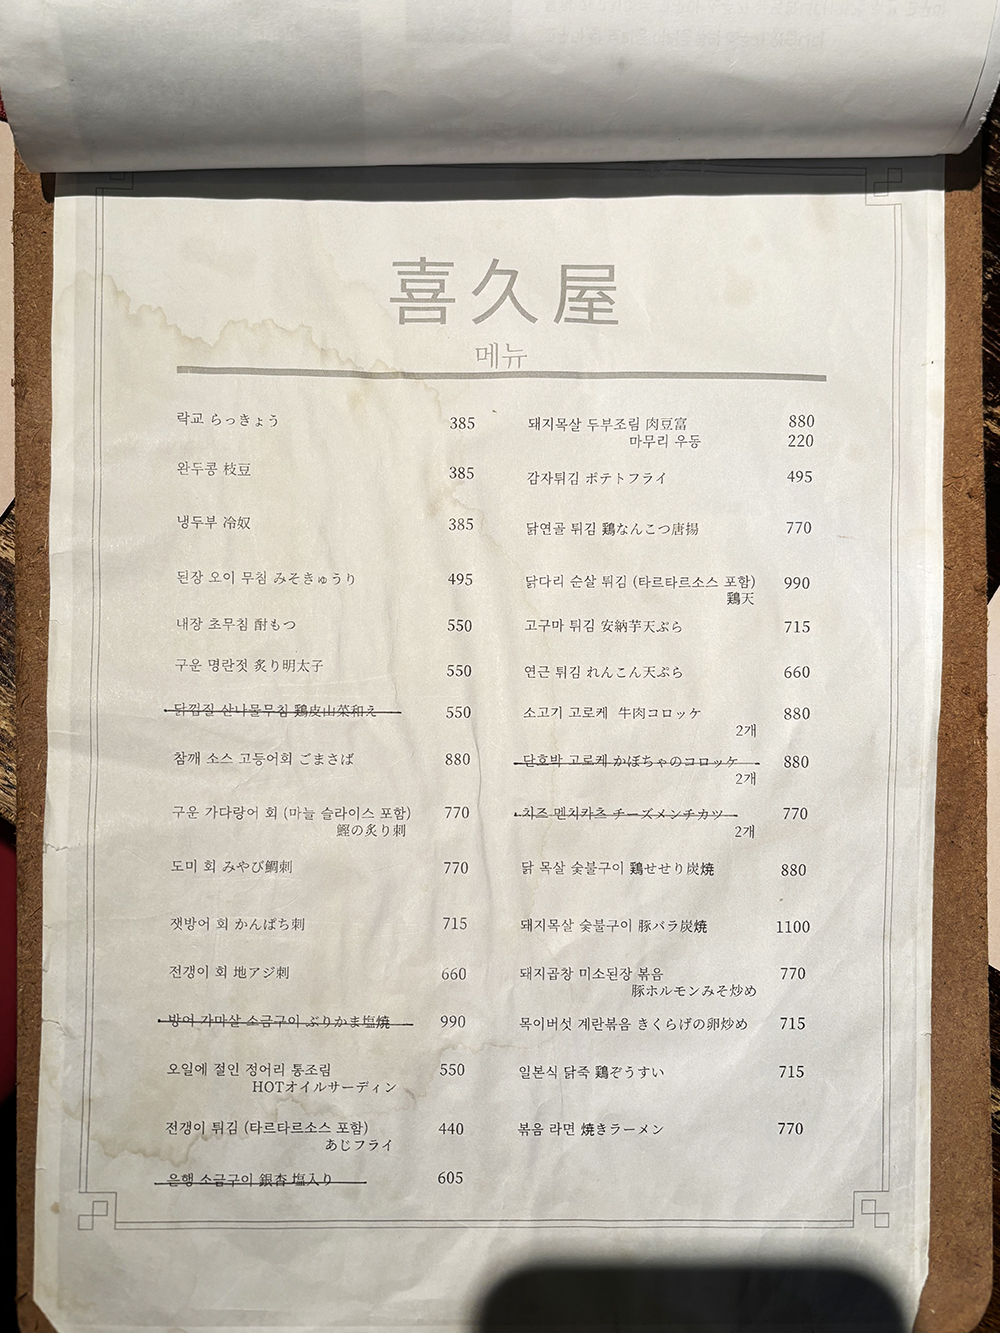 喜久屋
메뉴
락교 らっきょう 385
완두콩 枝豆 385
냉두부 冷奴 385
된장 오이 무침 みそきゅうり 495
내장 초무침 酎もつ 550
구운 명란젓 炙り明太子 550
닭껍질 산나물무침 鶏皮山菜和え 550
참깨 소스 고등어회 ごまさば 880
구운 가다랑어 회 (마늘 슬라이스 포함) 770
鰹の炙り刺
도미 회 みやび鯛刺 770
잿방어 회 かんぱち刺 715
전갱이 회 地アジ刺 660
방어 가마살 소금구이 ぶりかま塩焼 990
오일에 절인 정어리 통조림 550
HOTオイルサーディン
전갱이 튀김 (타르타르소스 포함) 440
あじフライ
은행 소금구이 銀杏 塩入り 605
돼지목살 두부조림 肉豆富 880
마무리 우동 220
감자튀김 ポテトフライ 495
닭연골 튀김 鶏なんこつ唐揚 770
닭다리 순살 튀김 (타르타르소스 포함) 990
鶏天
고구마 튀김 安納芋天ぷら 715
연근 튀김 れんこん天ぷら 660
소고기 고로케 牛肉コロッケ 880
2개
단호박 고로케 かぼちゃのコロッケ 880
2개
치즈 멘치카츠 チーズメンチカツ 770
2개
닭 목살 숯불구이 鶏せせり炭焼 880
돼지목살 숯불구이 豚バラ炭焼 1100
돼지곱창 미소된장 볶음 770
豚ホルモンみそ炒め
목이버섯 계란볶음 きくらげの卵炒め 715
일본식 닭죽 鶏ぞうすい 715
볶음 라면 焼きラーメン 770